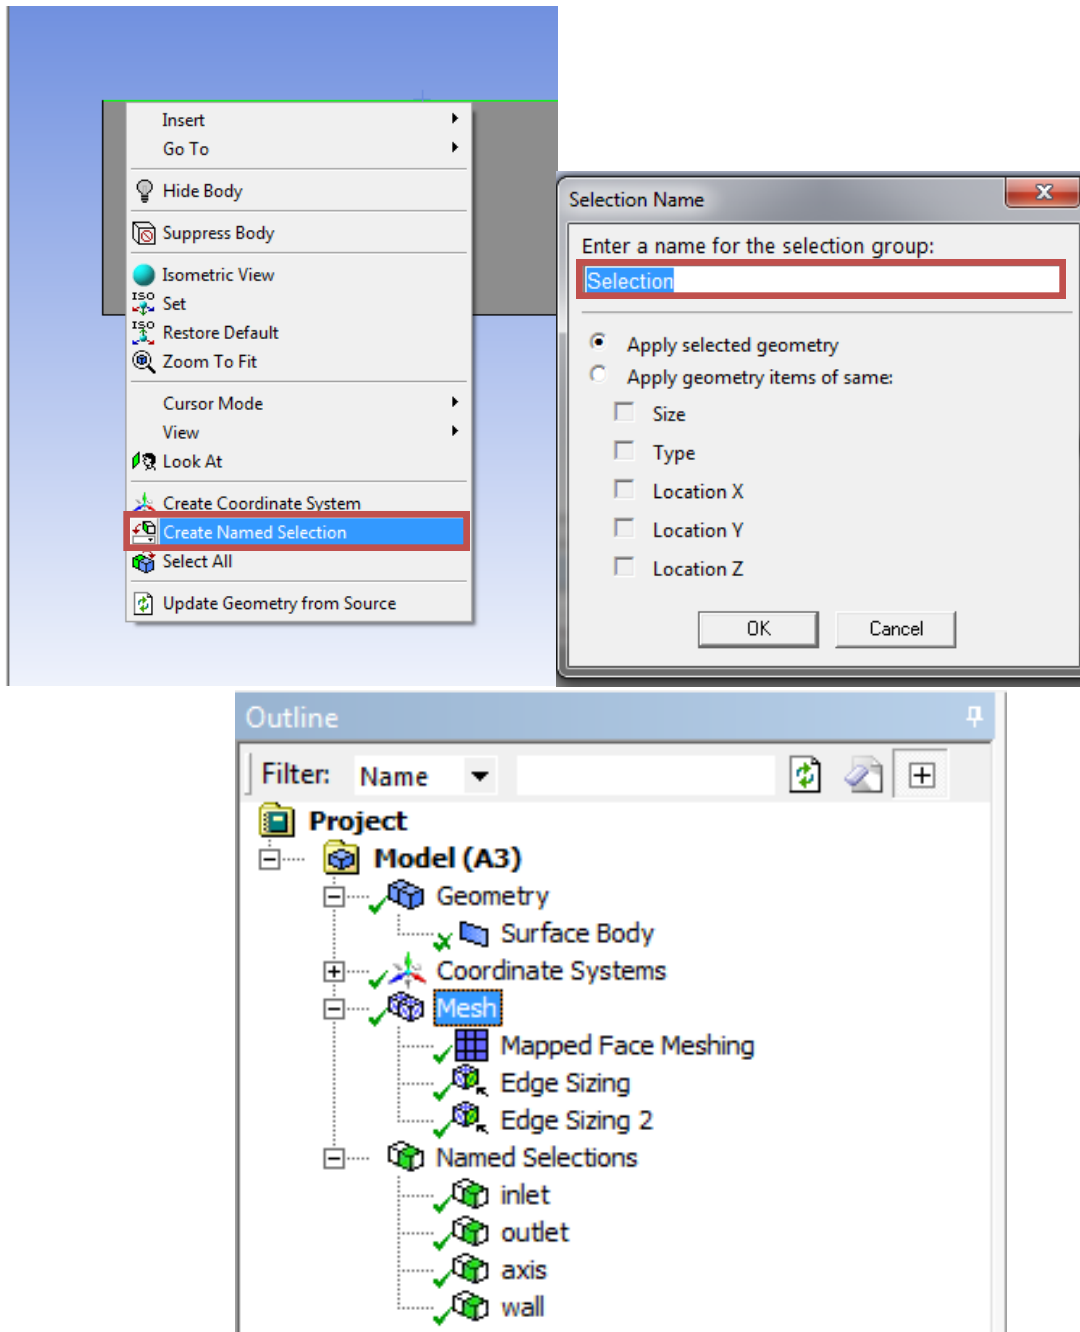 Insert
Go To
Hide Body
Suppress Body
Isometric View
ISO Set
ISO Restore Default
Zoom To Fit
Cursor Mode
View
Look At
Create Coordinate System
Create Named Selection
Select All
Update Geometry from Source
Selection Name
Enter a name for the selection group:
Selection
Apply selected geometry
Apply geometry items of same:
Size
Type
Location X
Location Y
Location Z
OK Cancel
Outline
Filter: Name
Project
Model (A3)
Geometry
Surface Body
Coordinate Systems
Mesh
Mapped Face Meshing
Edge Sizing
Edge Sizing 2
Named Selections
inlet
outlet
axis
wall